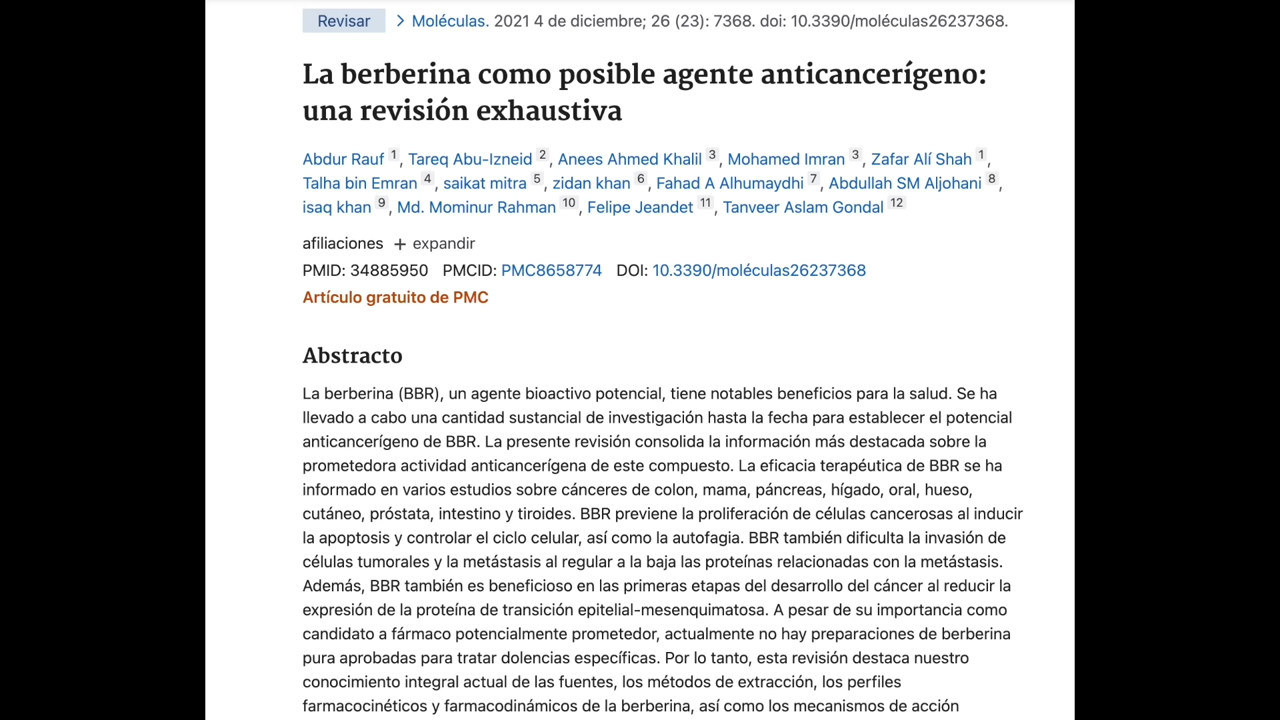 Revisar > Moléculas. 2021 4 de diciembre; 26 (23): 7368. doi: 10.3390/moléculas26237368.
La berberina como posible agente anticancerígeno:
una revisión exhaustiva
Abdur Rauf 1, Tareq Abu-Izneid 2, Anees Ahmed Khalil 3, Mohamed Imran 3, Zafar Alí Shah 1,
Talha bin Emran 4, saikat mitra 5, zidan khan 6, Fahad A Alhumaydhi 7, Abdullah SM Aljohani 8,
isaq khan 9, Md. Mominur Rahman 10, Felipe Jeandet 11, Tanveer Aslam Gondal 12
afiliaciones + expandir
PMID: 34885950 PMCID: PMC8658774 DOI: 10.3390/moléculas26237368
Artículo gratuito de PMC
Abstracto
La berberina (BBR), un agente bioactivo potencial, tiene notables beneficios para la salud. Se ha
llevado a cabo una cantidad sustancial de investigación hasta la fecha para establecer el potencial
anticancerígeno de BBR. La presente revisión consolida la información más destacada sobre la
prometedora actividad anticancerígena de este compuesto. La eficacia terapéutica de BBR se ha
informado en varios estudios sobre cánceres de colon, mama, páncreas, hígado, oral, hueso,
cutáneo, próstata, intestino y tiroides. BBR previene la proliferación de células cancerosas al inducir
la apoptosis y controlar el ciclo celular, así como la autofagia. BBR también dificulta la invasión de
células tumorales y la metástasis al regular a la baja las proteínas relacionadas con la metástasis.
Además, BBR también es beneficioso en las primeras etapas del desarrollo del cáncer al reducir la
expresión de la proteína de transición epitelial-mesenquimatosa. A pesar de su importancia como
candidato a fármaco potencialmente prometedor, actualmente no hay preparaciones de berberina
pura aprobadas para tratar dolencias específicas. Por lo tanto, esta revisión destaca nuestro
conocimiento integral actual de las fuentes, los métodos de extracción, los perfiles
farmacocinéticos y farmacodinámicos de la berberina, así como los mecanismos de acción